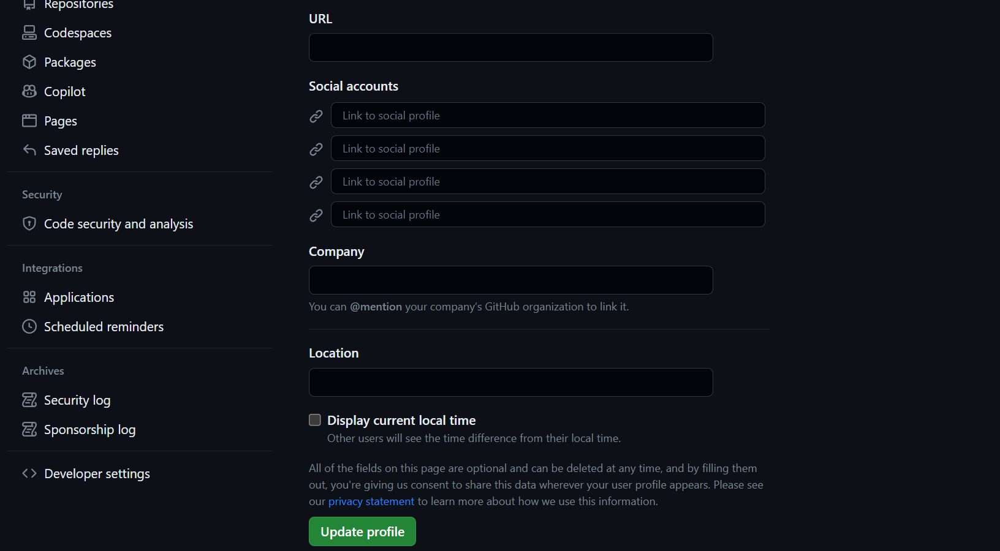 Repositories
Codespaces
Packages
Copilot
Pages
Saved replies
Security
Code security and analysis
Integrations
Applications
Scheduled reminders
Archives
Security log
Sponsorship log
Developer settings
URL
Social accounts
Link to social profile
Link to social profile
Link to social profile
Link to social profile
Company
You can @mention your company’s GitHub organization to link it.
Location
Display current local time
Other users will see the time difference from their local time.
All of the fields on this page are optional and can be deleted at any time, and by filling them
out, you're giving us consent to share this data wherever your user profile appears. Please see
our privacy statement to learn more about how we use this information.
Update profile